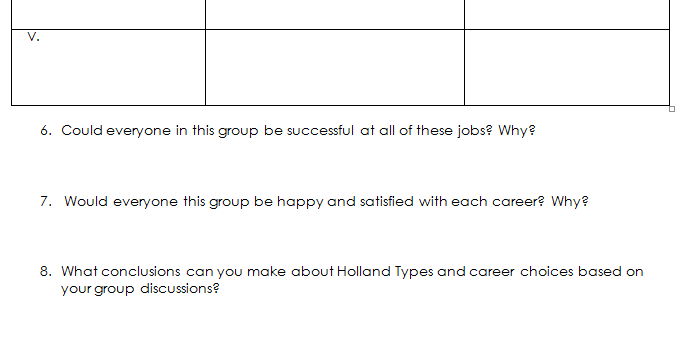 V.
6. Could everyone in this group be successful at all of these jobs? Why?
7. Would everyone this group be happy and satisfied with each career? Why?
8. What conclusions can you make about Holland Types and career choices based on
your group discussions?